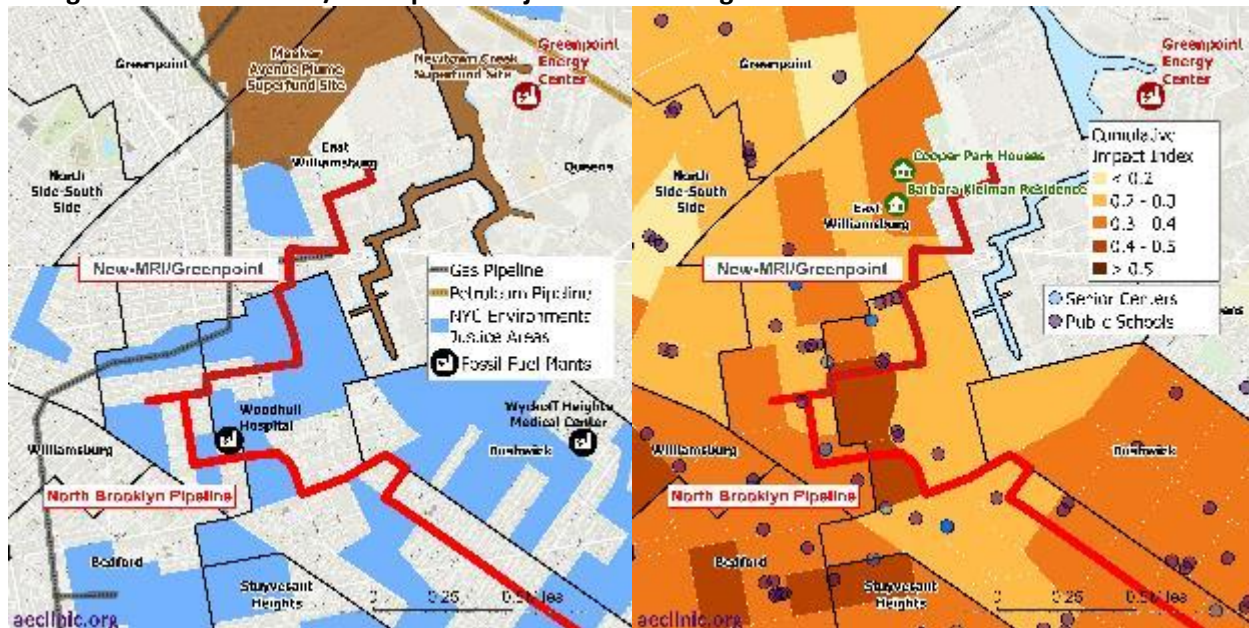 Greenpoint
Meeker
Avenue Plume
Superfund Site
Newtown Creek
Superfund Site
Greenpoint
Energy
Center
East
Williamsburg
Queens
North
Side-South
Side
New-MRI/Greenpoint
Gas Pipeline
Petroleum Pipeline
NYC Environmental
Justice Areas
Fossil Fuel Plants
Woodhull
Hospital
Wyckoff Heights
Medical Center
Bushwick
Williamsburg
North Brooklyn Pipeline
Bedford
Stuyvesant
Heights
0 0.25 0.5 Miles
aeclinic.org
Greenpoint
Greenpoint
Energy
Center
Cumulative
Impact Index
< 0.2
0.2 - 0.3
0.3 - 0.4
0.4 - 0.5
> 0.5
Cooper Park Houses
Barbara Kleiman Residence
North
Side-South
Side
East
Williamsburg
New-MRI/Greenpoint
Senior Centers
Public Schools
Williamsburg
Bushwick
North Brooklyn Pipeline
Bedford
Stuyvesant
Heights
0 0.25 0.5 Miles
aeclinic.org